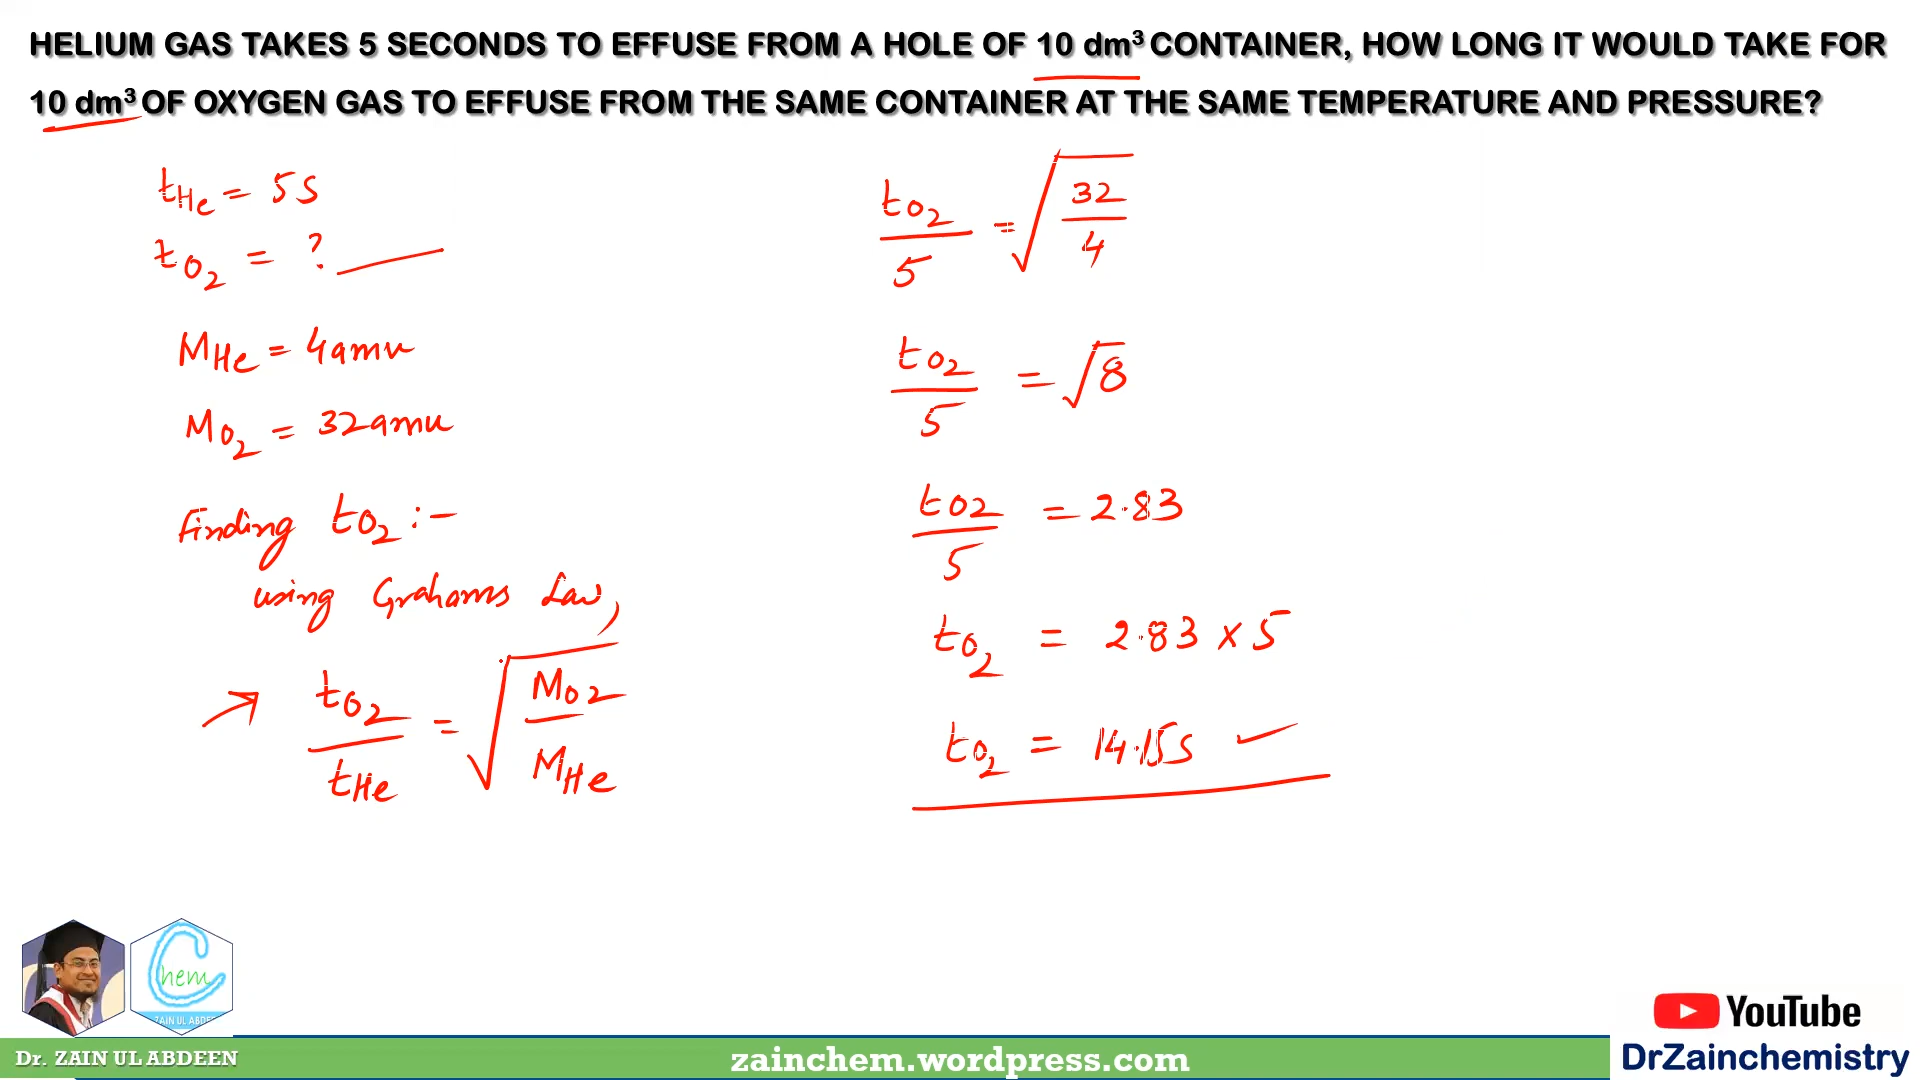 HELIUM GAS TAKES 5 SECONDS TO EFFUSE FROM A HOLE OF 10 dm³ CONTAINER, HOW LONG IT WOULD TAKE FOR
10 dm³ OF OXYGEN GAS TO EFFUSE FROM THE SAME CONTAINER AT THE SAME TEMPERATURE AND PRESSURE?
tHe = 5s
tO₂ = ?
MHe = 4amu
MO₂ = 32amu
Finding tO₂ :-
using Grahams Law,
tO₂/tHe = √(MO₂/MHe)
tO₂/5 = √(32/4)
tO₂/5 = √8
tO₂/5 = 2.83
tO₂ = 2.83 × 5
tO₂ = 14.15s
Chem
ZAIN UL ABDEE
Dr. ZAIN UL ABDEEN
zainchem.wordpress.com
YouTube
DrZainchemistry